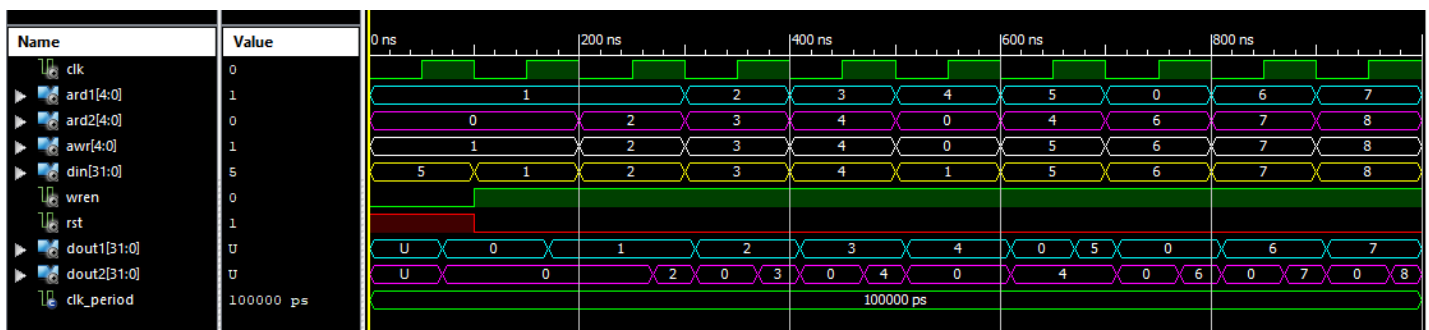 Name Value 0 ns 200 ns 400 ns 600 ns 800 ns
clk 0
ard1[4:0] 1 1 2 3 4 5 0 6 7
ard2[4:0] 0 0 2 3 4 0 4 6 7 8
awr[4:0] 1 1 2 3 4 0 5 6 7 8
din[31:0] 5 5 1 2 3 4 1 5 6 7 8
wren 0
rst 1
dout1[31:0] U U 0 1 2 3 4 0 5 0 6 7
dout2[31:0] U U 0 2 0 3 0 4 0 4 0 6 0 7 0 8
clk_period 100000 ps 100000 ps